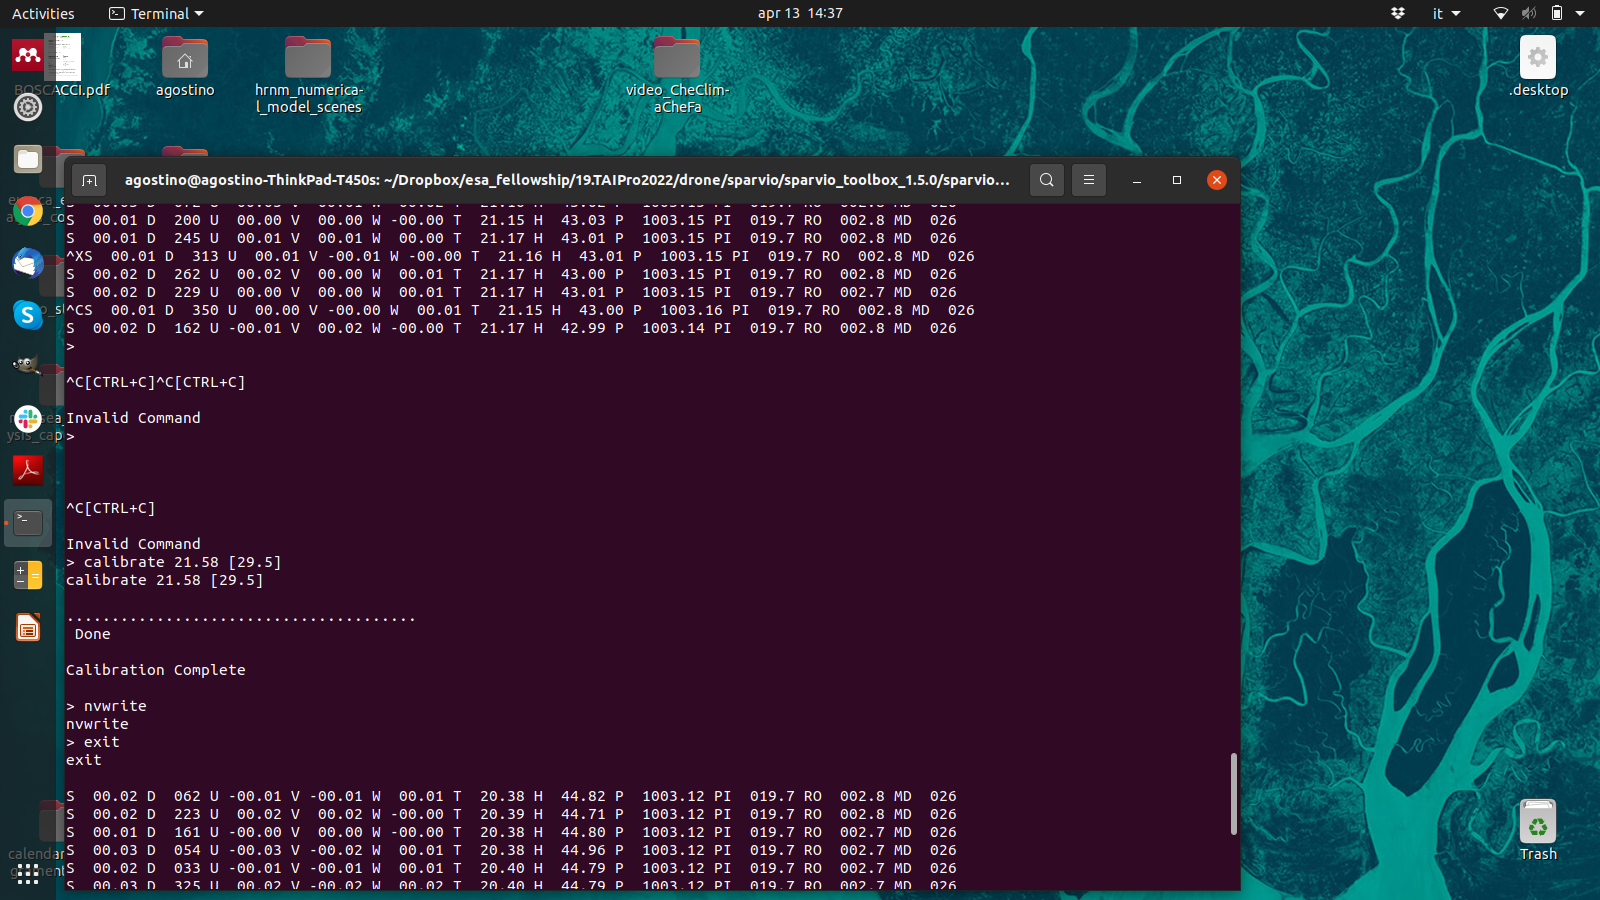 Activities
Terminal
apr 13 14:37
it
ACCI.pdf
agostino
hrnm_numerica-
l_model_scenes
video_CheClim-
aCheFa
.desktop
agostino@agostino-ThinkPad-T450s: ~/Dropbox/esa_fellowship/19.TAIPro2022/drone/sparvio/sparvio_toolbox_1.5.0/sparvio...
S  00.01 D  200 U  00.00 V  00.00 W -00.00 T  21.15 H  43.03 P  1003.15 PI  019.7 RO  002.8 MD  026
S  00.01 D  245 U  00.01 V  00.01 W -00.00 T  21.17 H  43.01 P  1003.15 PI  019.7 RO  002.8 MD  026
^XS  00.01 D  313 U  00.01 V -00.01 W -00.00 T  21.16 H  43.01 P  1003.15 PI  019.7 RO  002.8 MD  026
S  00.02 D  262 U  00.02 V  00.00 W  00.01 T  21.17 H  43.00 P  1003.15 PI  019.7 RO  002.8 MD  026
S  00.02 D  229 U  00.00 V  00.00 W  00.01 T  21.17 H  43.01 P  1003.15 PI  019.7 RO  002.7 MD  026
^CS  00.01 D  350 U  00.00 V -00.00 W  00.01 T  21.15 H  43.00 P  1003.16 PI  019.7 RO  002.8 MD  026
S  00.02 D  162 U -00.01 V  00.02 W -00.00 T  21.17 H  42.99 P  1003.14 PI  019.7 RO  002.8 MD  026
>
^C[CTRL+C]^C[CTRL+C]
Invalid Command
>
^C[CTRL+C]
Invalid Command
> calibrate 21.58 [29.5]
calibrate 21.58 [29.5]
.......................................
Done
Calibration Complete
> nvwrite
nvwrite
> exit
exit
S  00.02 D  062 U -00.01 V -00.01 W  00.01 T  20.38 H  44.82 P  1003.12 PI  019.7 RO  002.8 MD  026
S  00.02 D  223 U  00.02 V  00.02 W -00.00 T  20.39 H  44.71 P  1003.12 PI  019.7 RO  002.8 MD  026
S  00.01 D  161 U -00.00 V  00.00 W -00.00 T  20.38 H  44.80 P  1003.12 PI  019.7 RO  002.7 MD  026
S  00.03 D  054 U -00.03 V -00.02 W  00.01 T  20.38 H  44.96 P  1003.12 PI  019.7 RO  002.8 MD  026
S  00.02 D  033 U -00.01 V -00.01 W  00.01 T  20.40 H  44.79 P  1003.12 PI  019.7 RO  002.7 MD  026
S  00.03 D  325 U  00.02 V -00.02 W  00.02 T  20.40 H  44.79 P  1003.12 PI  019.7 RO  002.8 MD  026
Trash